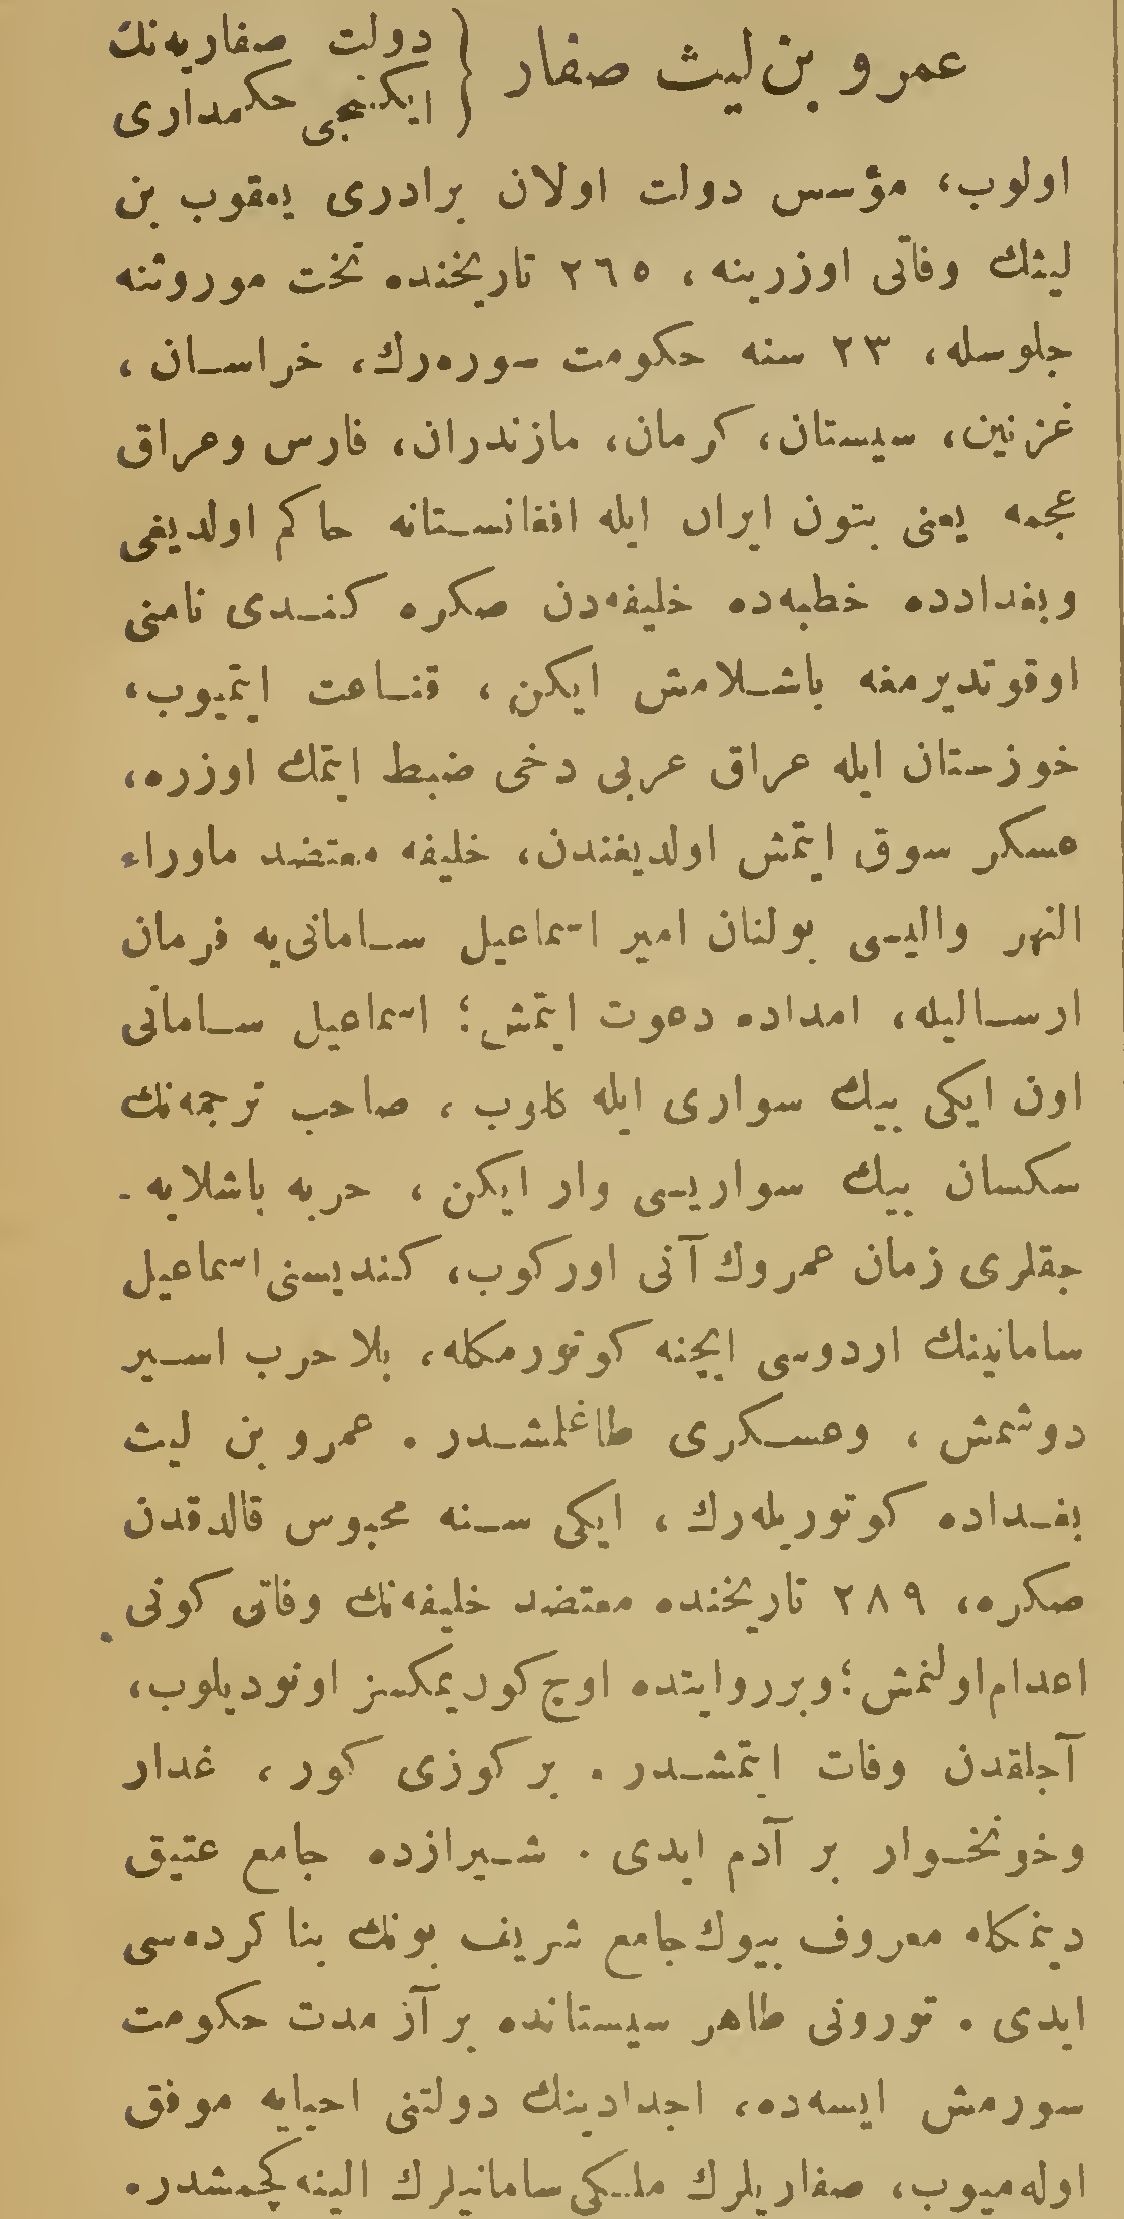 عمرو بن ليث صفار { دولت صفاريه‌نك
ايكنجى حكمدارى
اولوب، مؤسس دولت اولان برادرى يعقوب بن
ليثك وفاتى اوزرينه، ٢٦٥ تاريخنده تخت موروثنه
جلوسله، ٢٣ سنه حكومت سوره‌رك، خراسان،
غزنين، سيستان، كرمان، مازندران، فارس وعراق
عجمه يعنى بتون ايران ايله افغانستانه حاكم اولديغى
وبغدادده خطبه‌ده خليفه‌دن صكره كندى نامنى
اوقوتديرمغه باشلامش ايكن، قناعت ايتميوب،
خوزستان ايله عراق عربى دخى ضبط ايتمك اوزره،
عسكر سوق ايتمش اولديغندن، خليفه معتضد ماوراء
النهر واليسى بولنان امير اسماعيل سامانى‌يه فرمان
ارساليله، امداده دعوت ايتمش؛ اسماعيل سامانى
اون ايكى بيك سوارى ايله كلوب، صاحب ترجمه‌نك
سكسان بيك سواريسى وار ايكن، حربه باشلايه -
جقلرى زمان عمروك آتى اوركوب، كنديسنى اسماعيل
سامانينك اردوسى ايچنه كوتورمكله، بلا حرب اسير
دوشمش، وعسكرى طاغلمشدر. عمرو بن ليث
بغداده كوتوريله‌رك، ايكى سنه محبوس قالدقدن
صكره، ٢٨٩ تاريخنده معتضد خليفه‌نك وفاتى كونى
اعدام اولنمش؛ وبر روايتده اوچ كون يمكسز اونوديلوب،
آجلقدن وفات ايتمشدر. بر كوزى كور، غدار
وخونخوار بر آدم ايدى. شيرازده جامع عتيق
دينمكله معروف بيوك جامع شريف بونك بنا كرده‌سى
ايدى. تورونى طاهر سيستانده بر آز مدت حكومت
سورمش ايسه‌ده، اجدادينك دولتنى احيايه موفق
اوله‌ميوب، صفاريلرك ملكى سامانيلرك الينه كچمشدر.